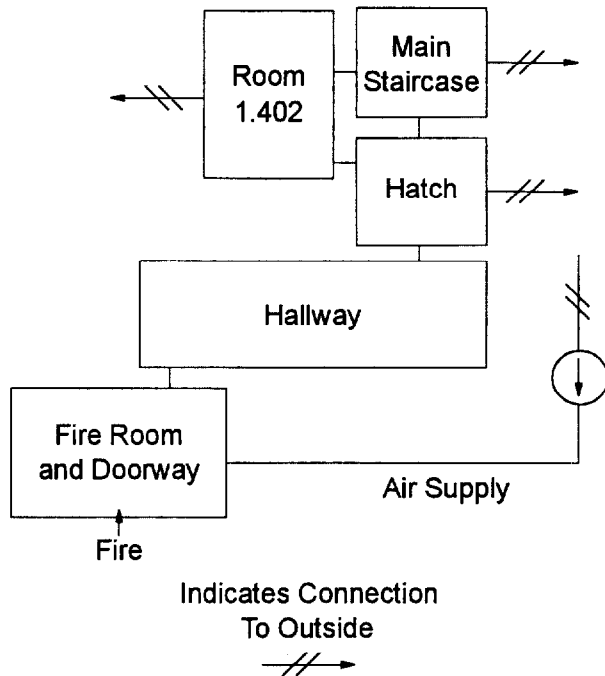 Room
1.402
Main
Staircase
Hatch
Hallway
Fire Room
and Doorway
Air Supply
Fire
Indicates Connection
To Outside